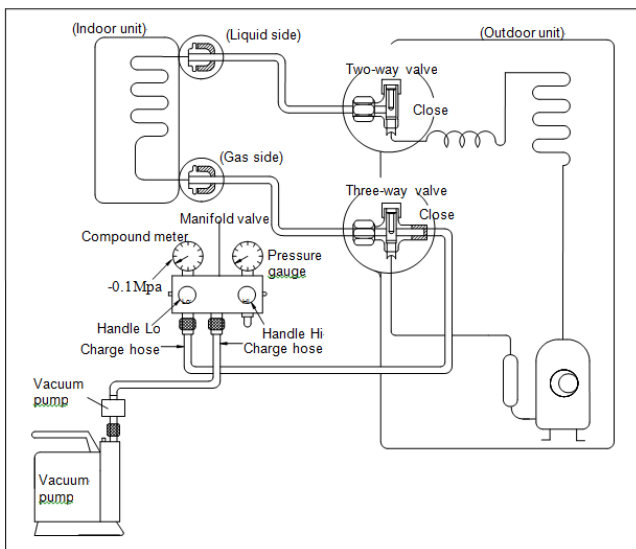 (Indoor unit)
(Liquid side)
(Outdoor unit)
Two-way valve
Close
(Gas side)
Three-way valve
Close
Manifold valve
Compound meter
Pressure
gauge
-0.1Mpa
Handle Lo
Handle Hi
Charge hose
Charge hose
Vacuum
pump
Vacuum
pump